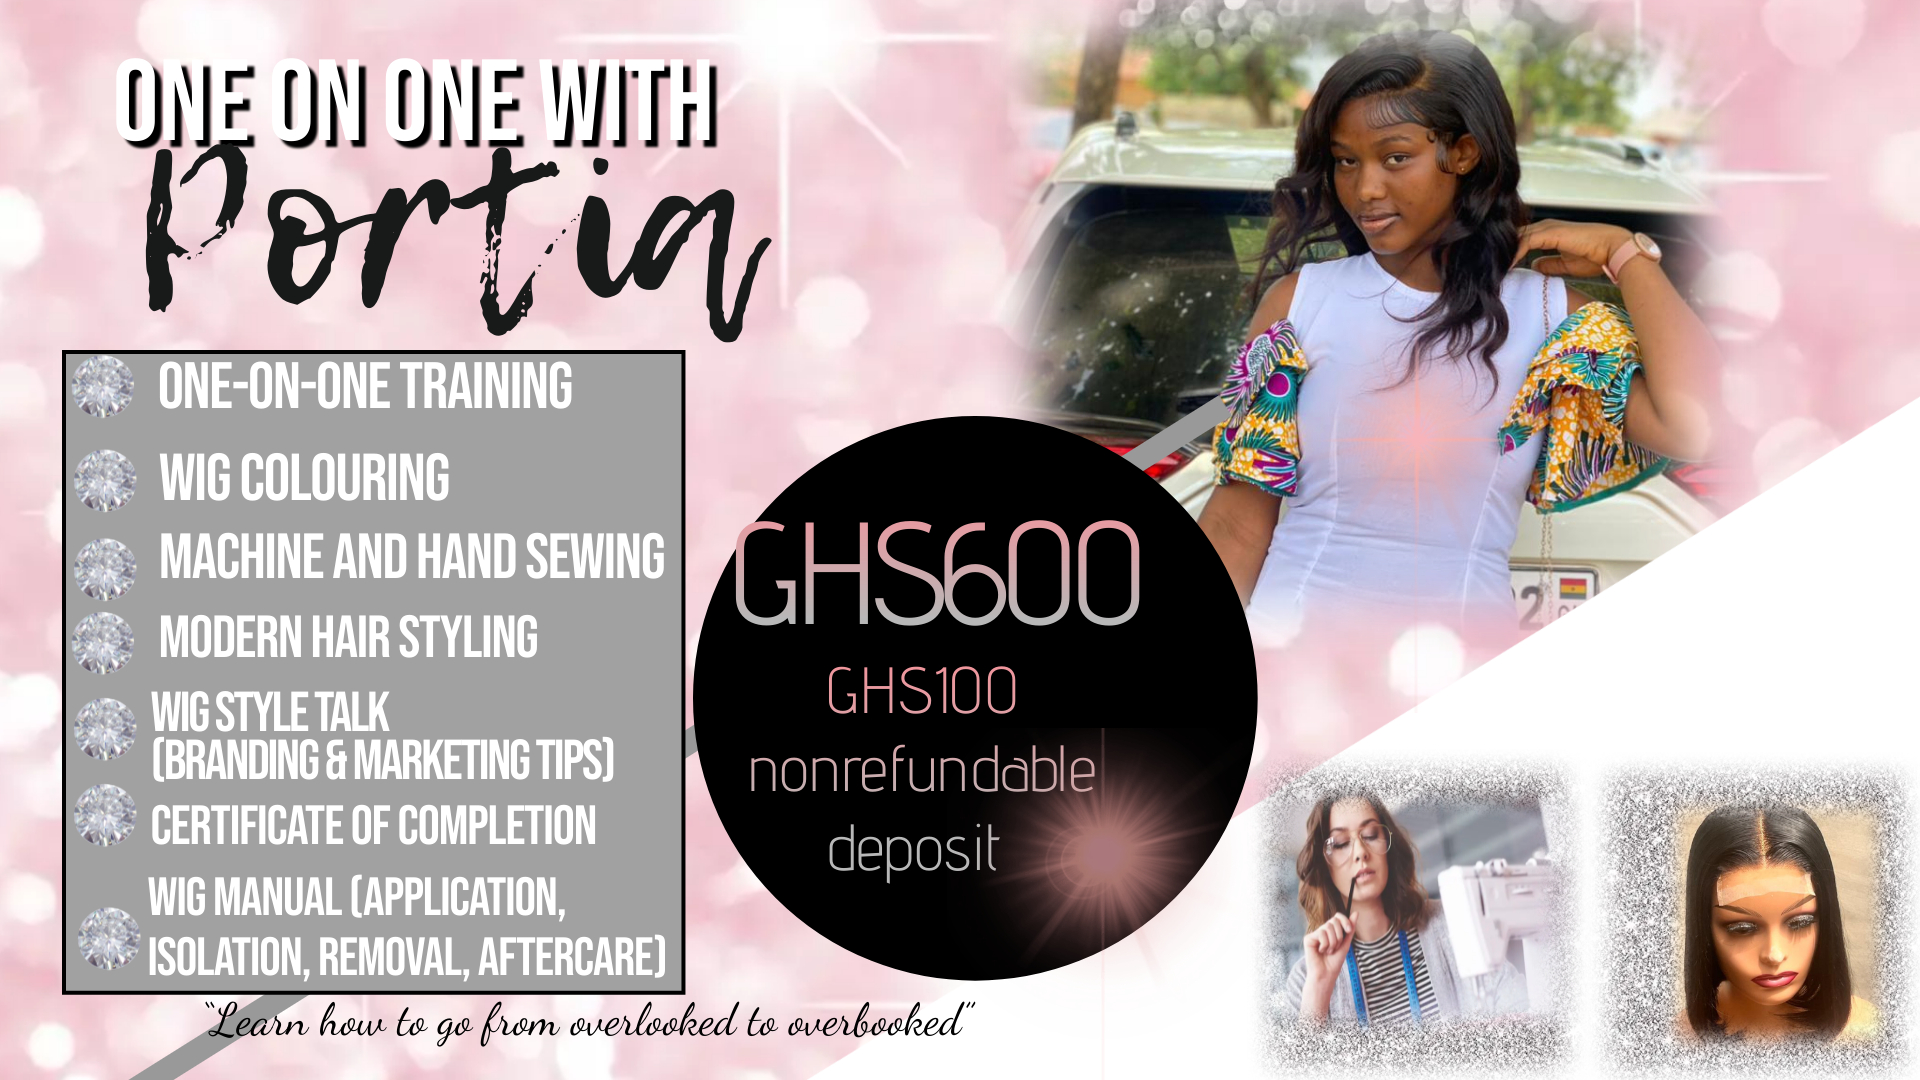 ONE ON ONE WITH
Portia
ONE-ON-ONE TRAINING
WIG COLOURING
MACHINE AND HAND SEWING
MODERN HAIR STYLING
WIG STYLE TALK
(BRANDING & MARKETING TIPS)
CERTIFICATE OF COMPLETION
WIG MANUAL (APPLICATION,
ISOLATION, REMOVAL, AFTERCARE)
"Learn how to go from overlooked to overbooked"
GHS600
GHS100
nonrefundable
deposit